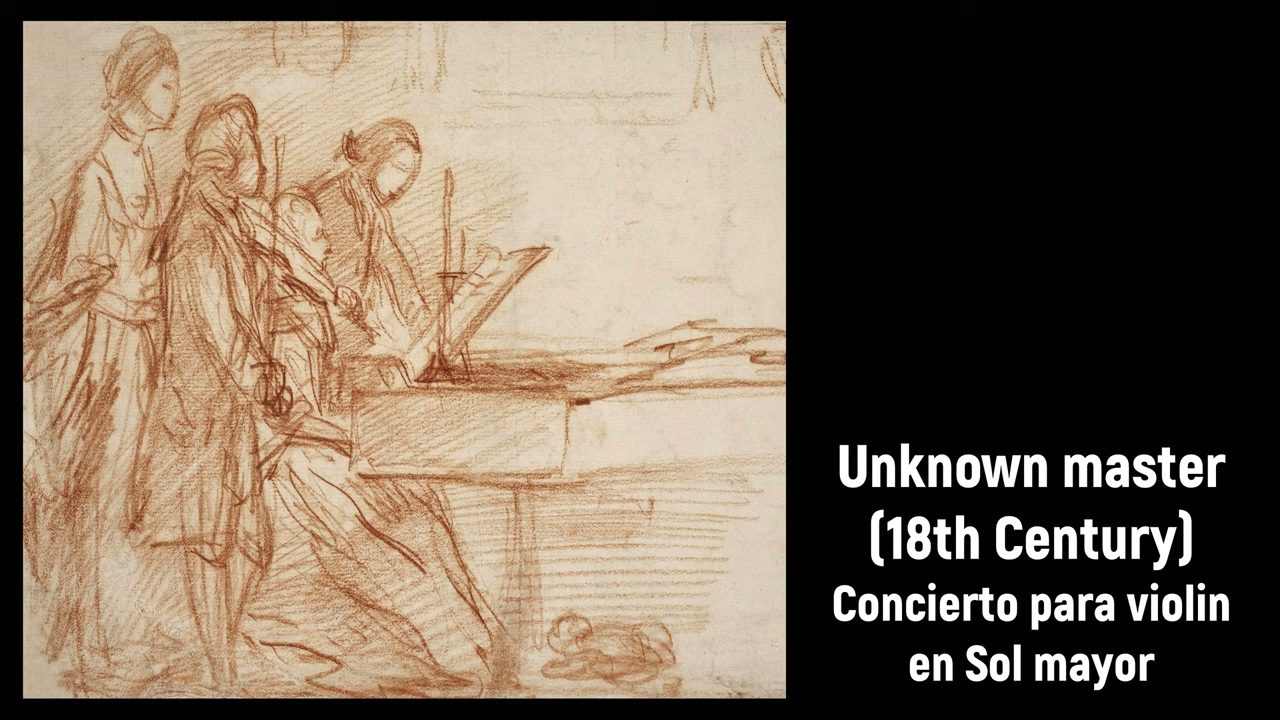 Unknown master
(18th Century)
Concierto para violin
en Sol mayor